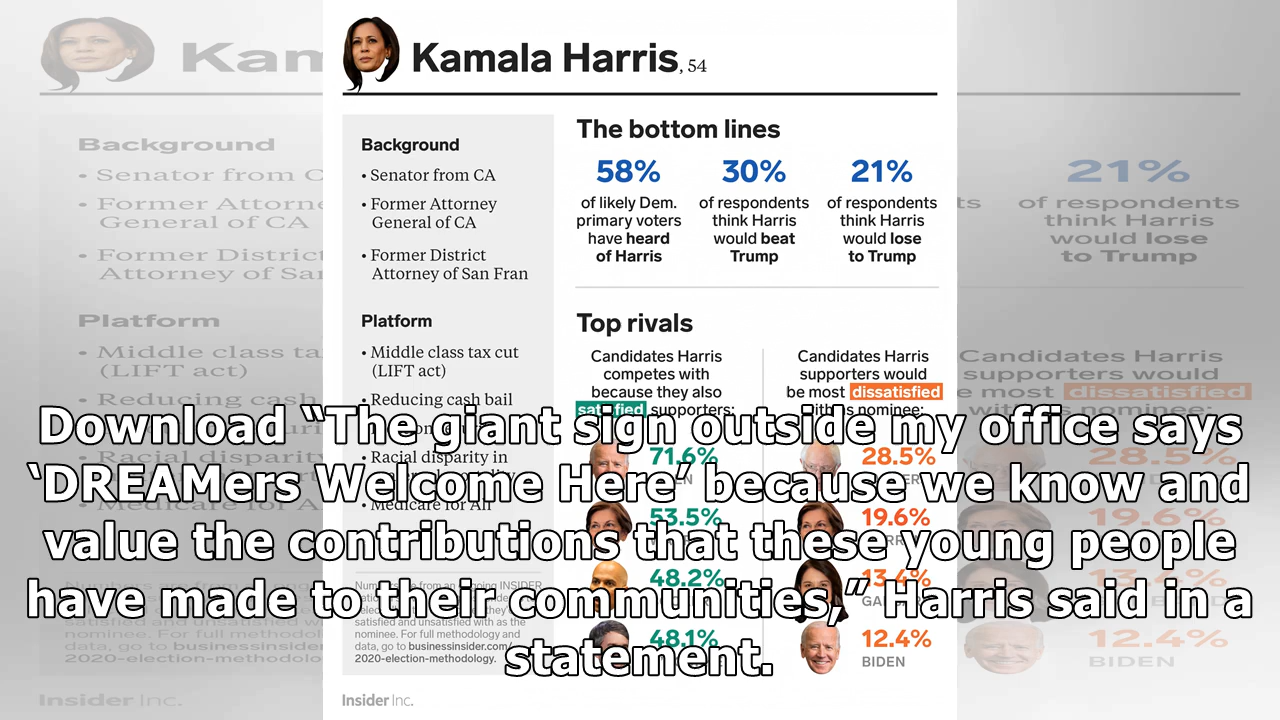 Kamala Harris, 54
Background
• Senator from CA
• Former Attorney
General of CA
• Former District
Attorney of San Fran
Platform
• Middle class tax cut
(LIFT act)
• Reducing cash bail
• Racial disparity in
• Medicare for All
satisfied and unsatisfied with as the
nominee. For full methodology and
data, go to businessinsider.com/
2020-election-methodology.
The bottom lines
58%
of likely Dem.
primary voters
have heard
of Harris
30%
of respondents
think Harris
would beat
Trump
21%
of respondents
think Harris
would lose
to Trump
Top rivals
Candidates Harris
competes with
because they also
satisfied supporters:
71.6%
53.5%
48.2%
48.1%
Candidates Harris
supporters would
be most dissatisfied
nominee:
28.5%
19.6%
13.4%
12.4%
BIDEN
Insider Inc.
Download “The giant sign outside my office says
‘DREAMers Welcome Here’ because we know and
value the contributions that these young people
have made to their communities,” Harris said in a
statement.